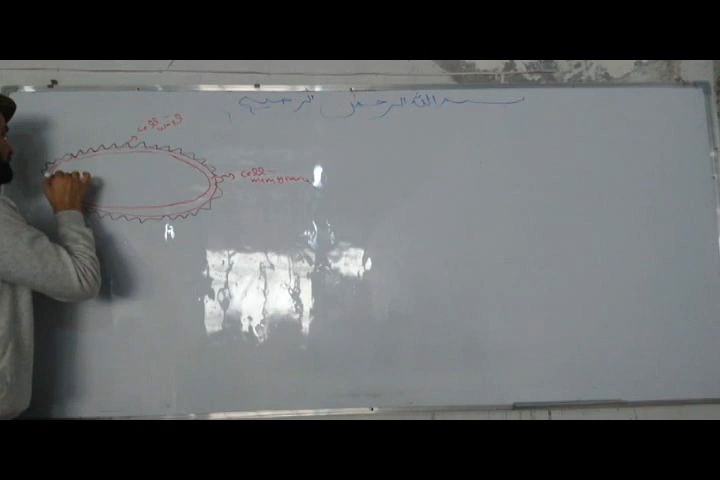 بسم الله الرحمن الرحيم
cell wall
cell membrane